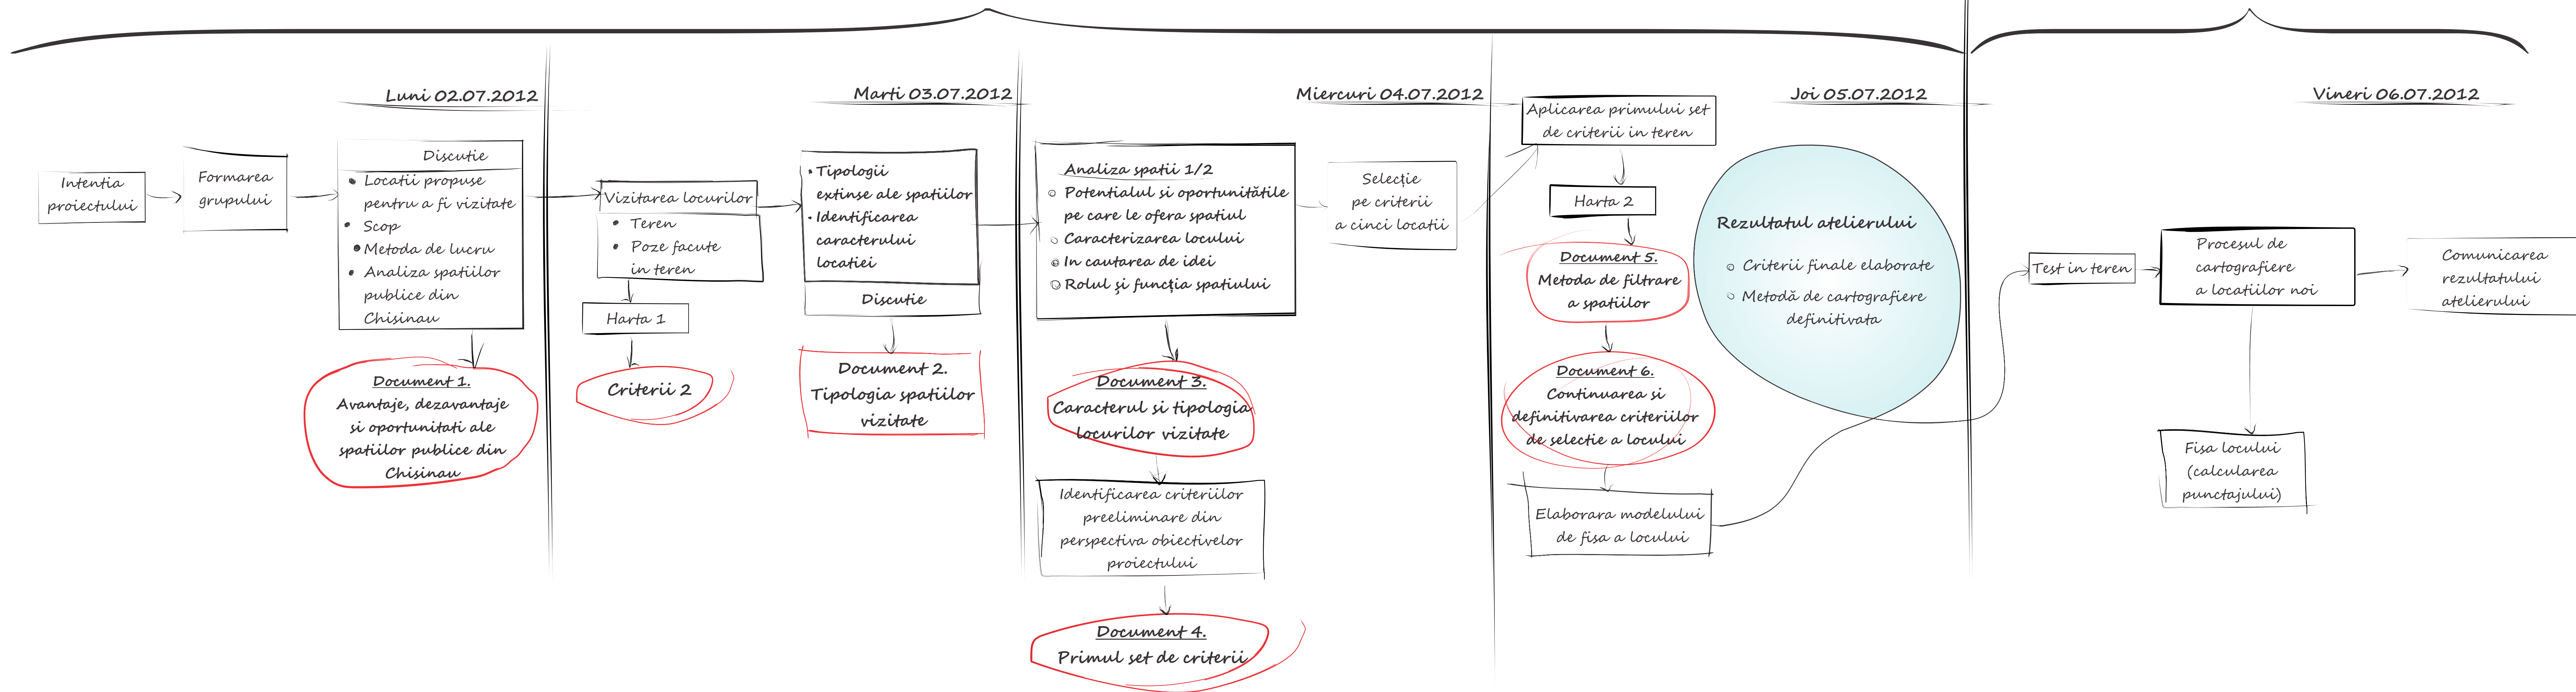 Luni 02.07.2012
Intentia
proiectului
Formarea
grupului
Discutie
Locatii propuse
pentru a fi vizitate
Scop
Metoda de lucru
Analiza spatiilor
publice din
Chisinau
Document 1.
Avantaje, dezavantaje
si oportunitati ale
spatiilor publice din
Chisinau
Marti 03.07.2012
Vizitarea locurilor
Teren
Poze facute
in teren
Harta 1
Criterii 2
Tipologii
extinse ale spatiilor
Identificarea
caracterului
locatiei
Discutie
Document 2.
Tipologia spatiilor
vizitate
Miercuri 04.07.2012
Analiza spatii 1/2
Potentialul si oportunitătile
pe care le ofera spatiul
Caracterizarea locului
In cautarea de idei
Rolul și funcția spatiului
Document 3.
Caracterul si tipologia
locurilor vizitate
Identificarea criteriilor
preeliminare din
perspectiva obiectivelor
proiectului
Document 4.
Primul set de criterii
Selecție
pe criterii
a cinci locatii
Joi 05.07.2012
Aplicarea primului set
de criterii in teren
Harta 2
Document 5.
Metoda de filtrare
a spatiilor
Document 6.
Continuarea si
definitivarea criteriilor
de selectie a locului
Elaborara modelului
de fisa a locului
Rezultatul atelierului
Criterii finale elaborate
Metodă de cartografiere
definitivata
Vineri 06.07.2012
Test in teren
Procesul de
cartografiere
a locatiilor noi
Fisa locului
(calcularea
punctajului)
Comunicarea
rezultatului
atelierului